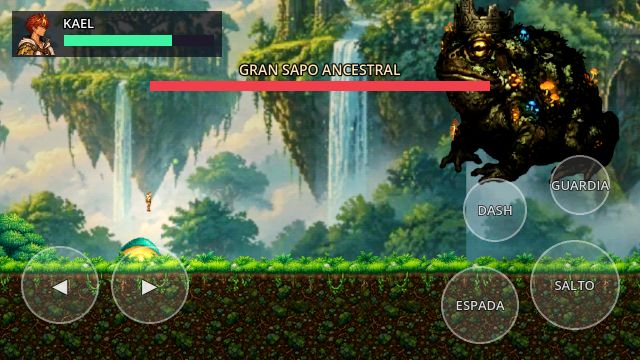 KAEL
GRAN SAPO ANCESTRAL
GUARDIA
DASH
SALTO
ESPADA